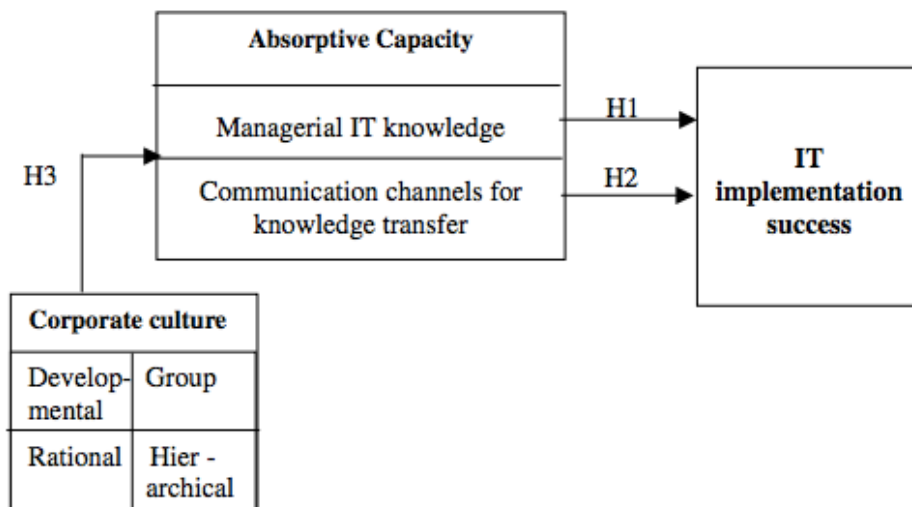 Absorptive Capacity
Managerial IT knowledge
Communication channels for
knowledge transfer
H1
H2
IT
implementation
success
H3
Corporate culture
Develop-
mental
Group
Rational
Hier -
archical